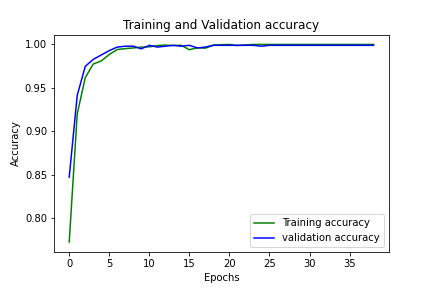 Training and Validation accuracy
1.00
0.95
0.90
0.85
0.80
Accuracy
Training accuracy
validation accuracy
0 5 10 15 20 25 30 35
Epochs